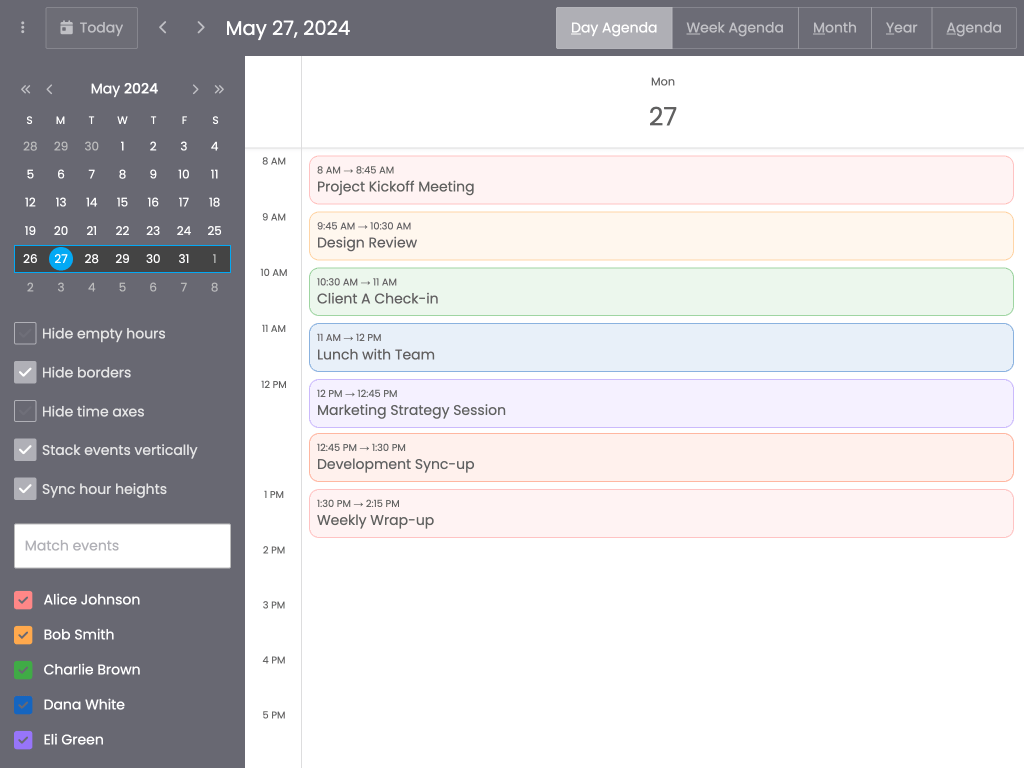 Today
May 27, 2024
Day Agenda
Week Agenda
Month
Year
Agenda
May 2024
S M T W T F S
28 29 30 1 2 3 4
5 6 7 8 9 10 11
12 13 14 15 16 17 18
19 20 21 22 23 24 25
26 27 28 29 30 31 1
2 3 4 5 6 7 8
Hide empty hours
Hide borders
Hide time axes
Stack events vertically
Sync hour heights
Match events
Alice Johnson
Bob Smith
Charlie Brown
Dana White
Eli Green
Mon
27
8 AM
8 AM → 8:45 AM
Project Kickoff Meeting
9 AM
9:45 AM → 10:30 AM
Design Review
10 AM
10:30 AM → 11 AM
Client A Check-in
11 AM
11 AM → 12 PM
Lunch with Team
12 PM
12 PM → 12:45 PM
Marketing Strategy Session
12:45 PM → 1:30 PM
Development Sync-up
1 PM
1:30 PM → 2:15 PM
Weekly Wrap-up
2 PM
3 PM
4 PM
5 PM